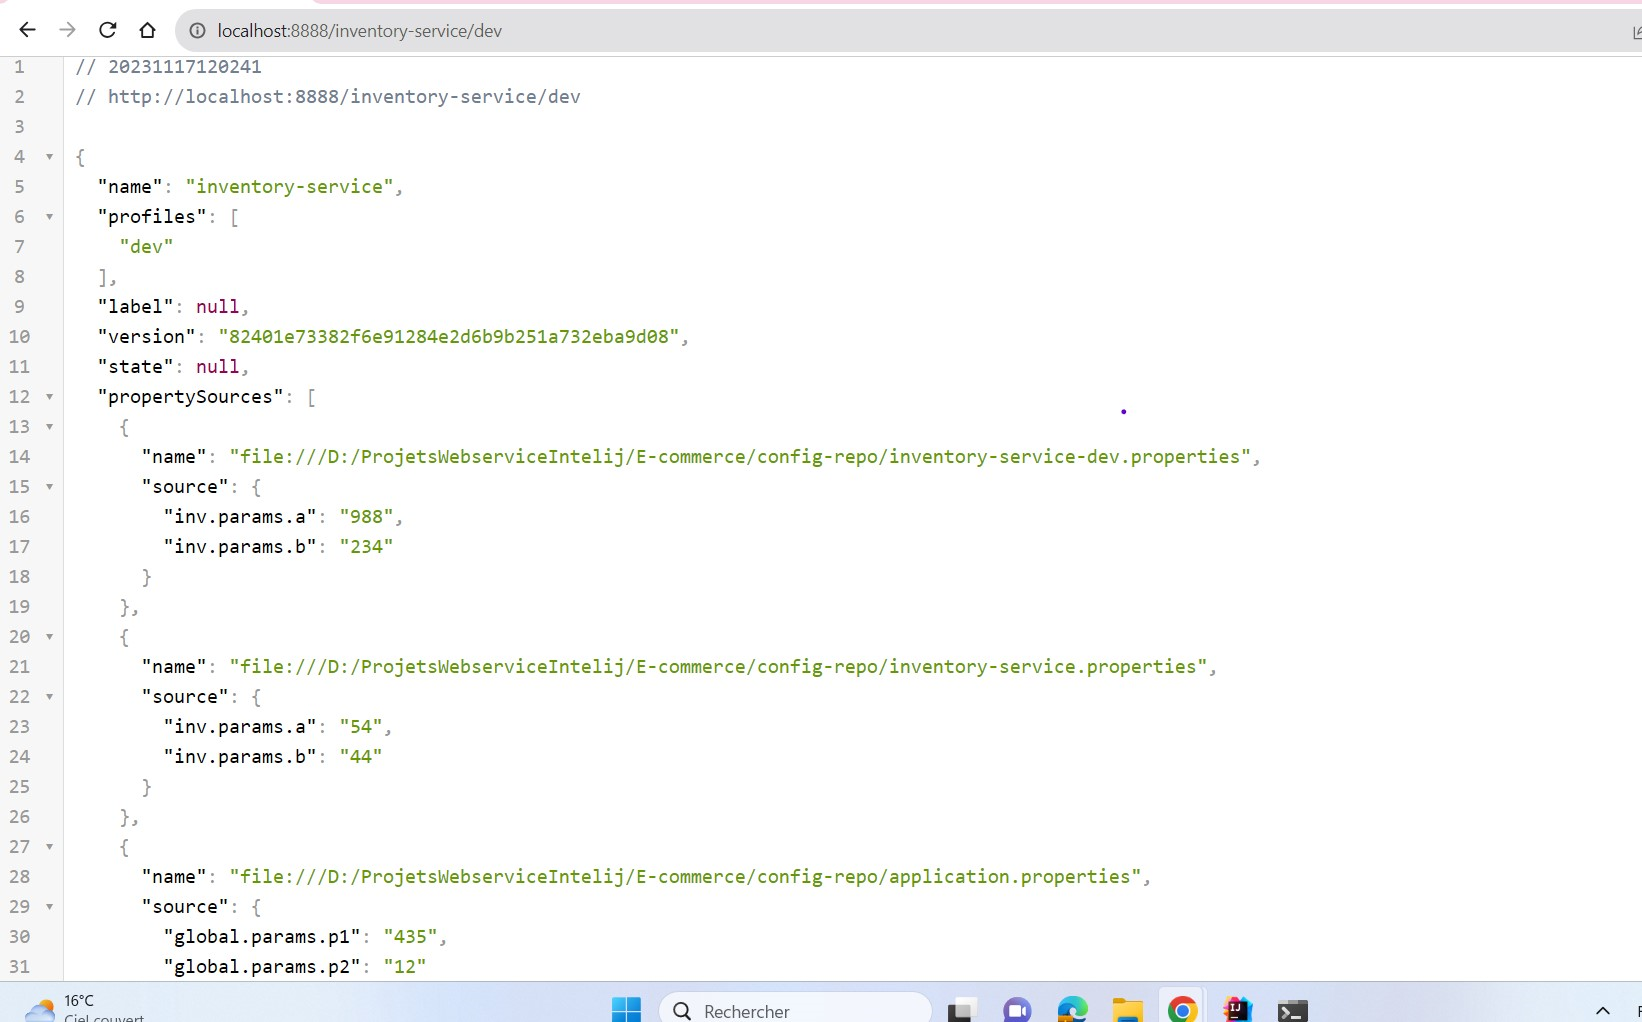 localhost:8888/inventory-service/dev
1 // 20231117120241
2 // http://localhost:8888/inventory-service/dev
3
4 {
5 "name": "inventory-service",
6 "profiles": [
7 "dev"
8 ],
9 "label": null,
10 "version": "82401e73382f6e91284e2d6b9b251a732eba9d08",
11 "state": null,
12 "propertySources": [
13 {
14 "name": "file:///D:/ProjetsWebserviceIntelij/E-commerce/config-repo/inventory-service-dev.properties",
15 "source": {
16 "inv.params.a": "988",
17 "inv.params.b": "234"
18 }
19 },
20 {
21 "name": "file:///D:/ProjetsWebserviceIntelij/E-commerce/config-repo/inventory-service.properties",
22 "source": {
23 "inv.params.a": "54",
24 "inv.params.b": "44"
25 }
26 },
27 {
28 "name": "file:///D:/ProjetsWebserviceIntelij/E-commerce/config-repo/application.properties",
29 "source": {
30 "global.params.p1": "435",
31 "global.params.p2": "12"
16°C
Ciel couvert
Rechercher
IJ